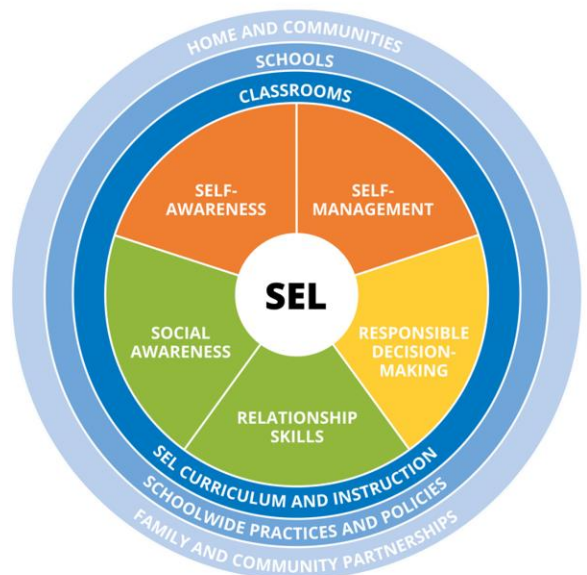 HOME AND COMMUNITIES
SCHOOLS
CLASSROOMS
SELF-
AWARENESS
SELF-
MANAGEMENT
SEL
SOCIAL
AWARENESS
RESPONSIBLE
DECISION-
MAKING
RELATIONSHIP
SKILLS
SEL CURRICULUM AND INSTRUCTION
SCHOOLWIDE PRACTICES AND POLICIES
FAMILY AND COMMUNITY PARTNERSHIPS